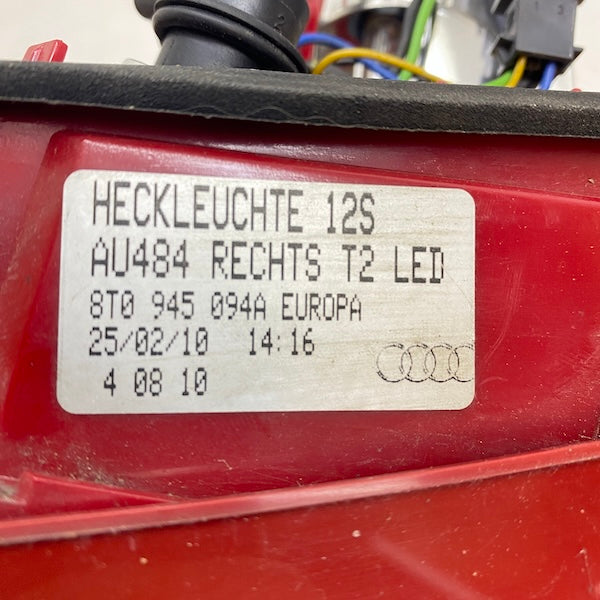 HECKLEUCHTE 12S
AU484 RECHTS T2 LED
8T0 945 094A EUROPA
25/02/10 14:16
4 08 10